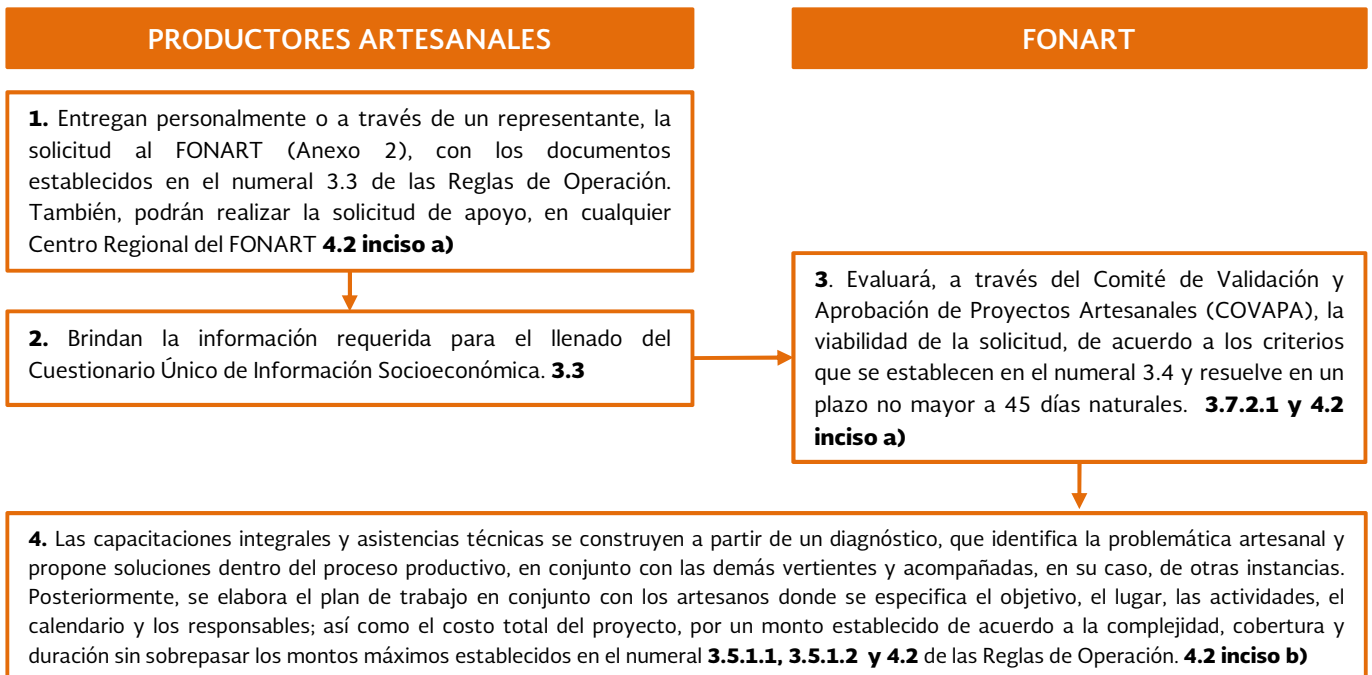 PRODUCTORES ARTESANALES
FONART
1. Entregan personalmente o a través de un representante, la
solicitud al FONART (Anexo 2), con los documentos
establecidos en el numeral 3.3 de las Reglas de Operación.
También, podrán realizar la solicitud de apoyo, en cualquier
Centro Regional del FONART 4.2 inciso a)
2. Brindan la información requerida para el llenado del
Cuestionario Único de Información Socioeconómica. 3.3
3. Evaluará, a través del Comité de Validación y
Aprobación de Proyectos Artesanales (COVAPA), la
viabilidad de la solicitud, de acuerdo a los criterios
que se establecen en el numeral 3.4 y resuelve en un
plazo no mayor a 45 días naturales. 3.7.2.1 y 4.2
inciso a)
4. Las capacitaciones integrales y asistencias técnicas se construyen a partir de un diagnóstico, que identifica la problemática artesanal y
propone soluciones dentro del proceso productivo, en conjunto con las demás vertientes y acompañadas, en su caso, de otras instancias.
Posteriormente, se elabora el plan de trabajo en conjunto con los artesanos donde se especifica el objetivo, el lugar, las actividades, el
calendario y los responsables; así como el costo total del proyecto, por un monto establecido de acuerdo a la complejidad, cobertura y
duración sin sobrepasar los montos máximos establecidos en el numeral 3.5.1.1, 3.5.1.2 y 4.2 de las Reglas de Operación. 4.2 inciso b)